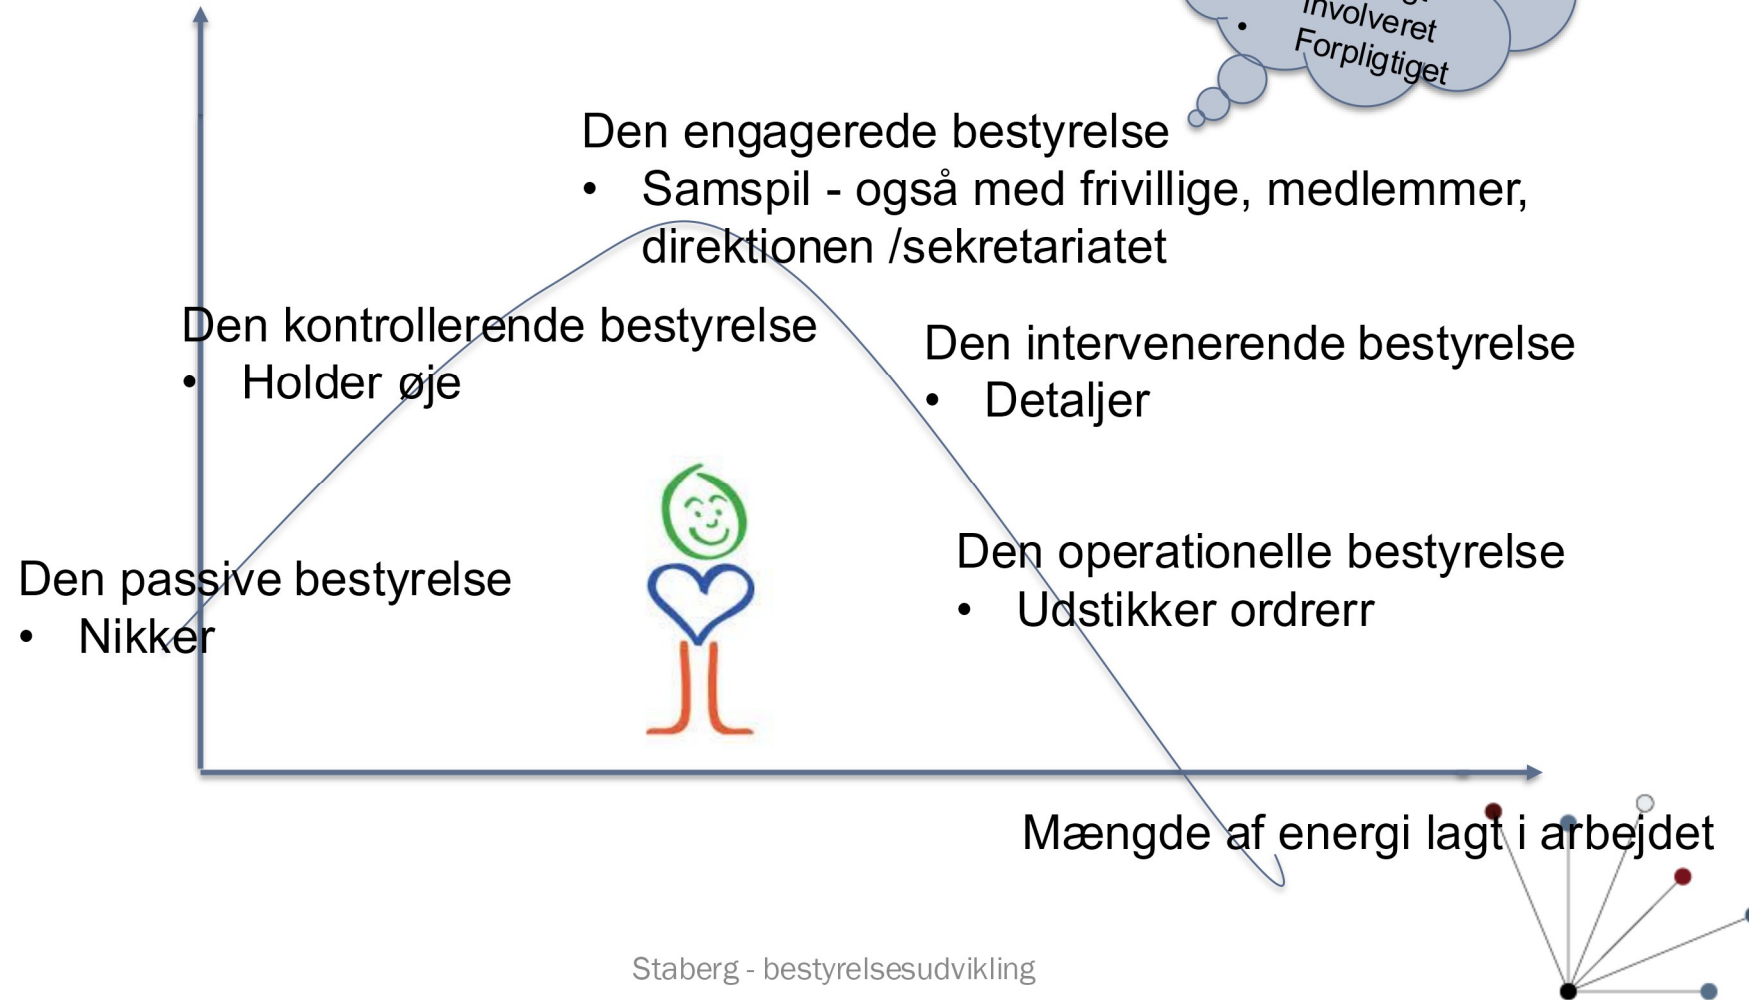 Involveret
• Forpligtiget
Den engagerede bestyrelse
• Samspil - også med frivillige, medlemmer,
direktionen /sekretariatet
Den kontrollerende bestyrelse
• Holder øje
Den intervenerende bestyrelse
• Detaljer
Den passive bestyrelse
• Nikker
Den operationelle bestyrelse
• Udstikker ordrerr
Mængde af energi lagt i arbejdet
Staberg - bestyrelsesudvikling